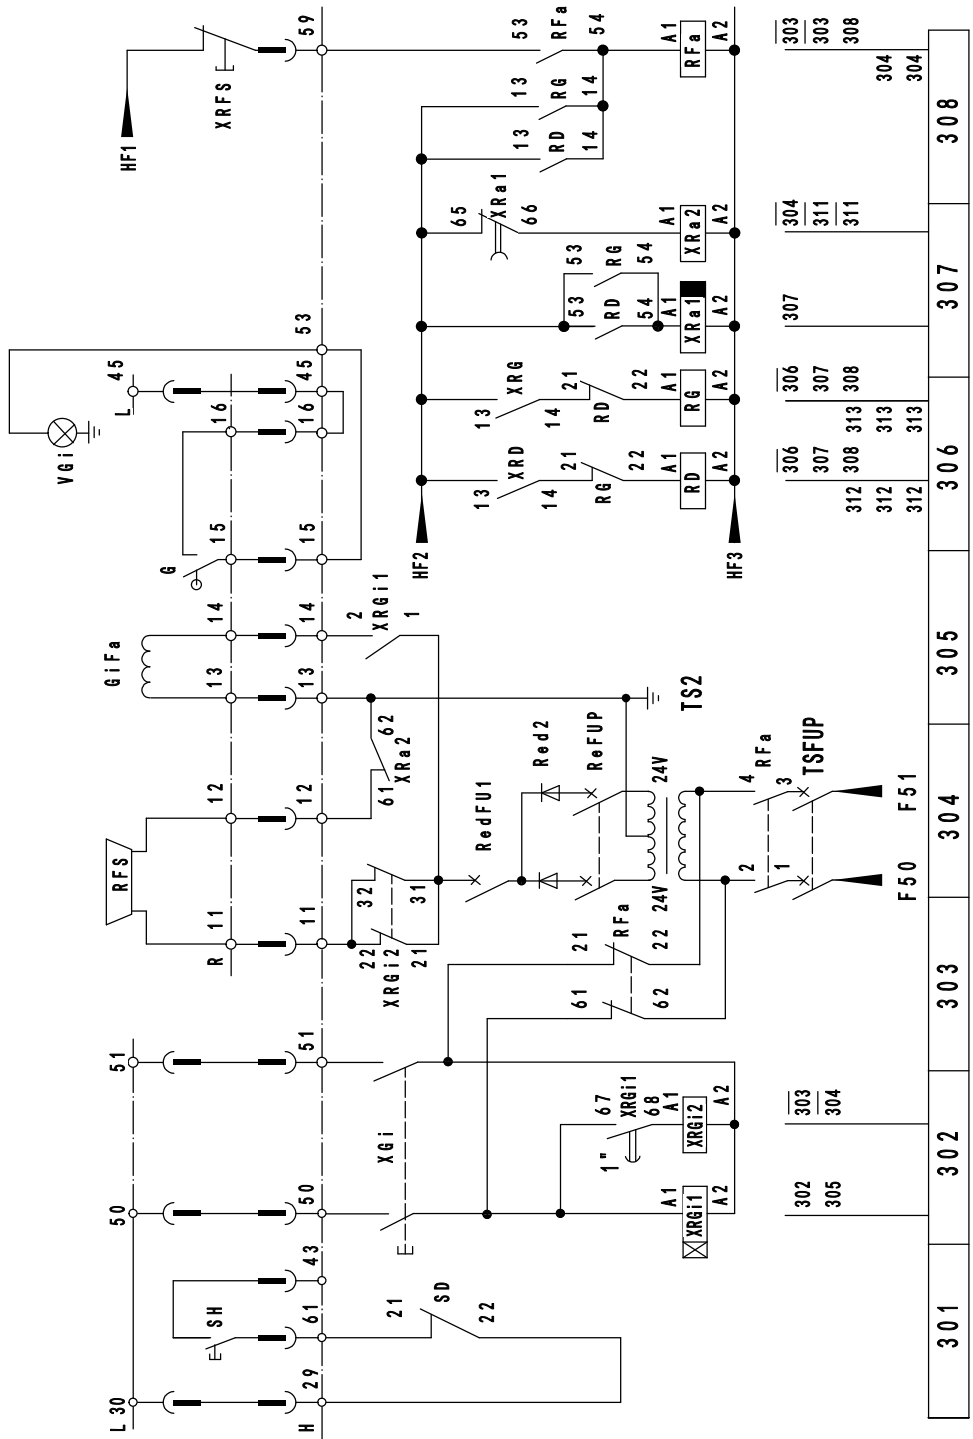 59
53
RFa
54
A1
RFa
A2
303
303
308
304
304
308
XRFS
HF1
13
RG
14
13
RD
14
65
XRa1
66
A1
XRa2
A2
304
311
311
53
RG
54
53
RD
54
A1
XRa1
A2
307
307
53
45
L
45
16
16
VGi
13
XRG
14
21
RD
22
A1
RG
A2
306
307
308
313
313
313
13
XRD
14
21
RG
22
A1
RD
A2
306
307
308
312
312
312
306
HF2
HF3
G
15
15
GiFa
14
14
2
XRGi1
1
13
13
305
TS2
62
XRa2
61
12
12
RFS
Red2
ReFUP
RedFU1
24V
24V
4
RFa
3
TSFUP
2
1
F51
F50
304
R
11
11
32
31
22
XRGi2
21
21
RFa
22
61
62
303
51
51
XGi
67
XRGi1
68
1"
A1
XRGi2
A2
303
304
302
50
50
A1
XRGi1
A2
302
305
43
SH
61
21
SD
22
L
30
H
29
301